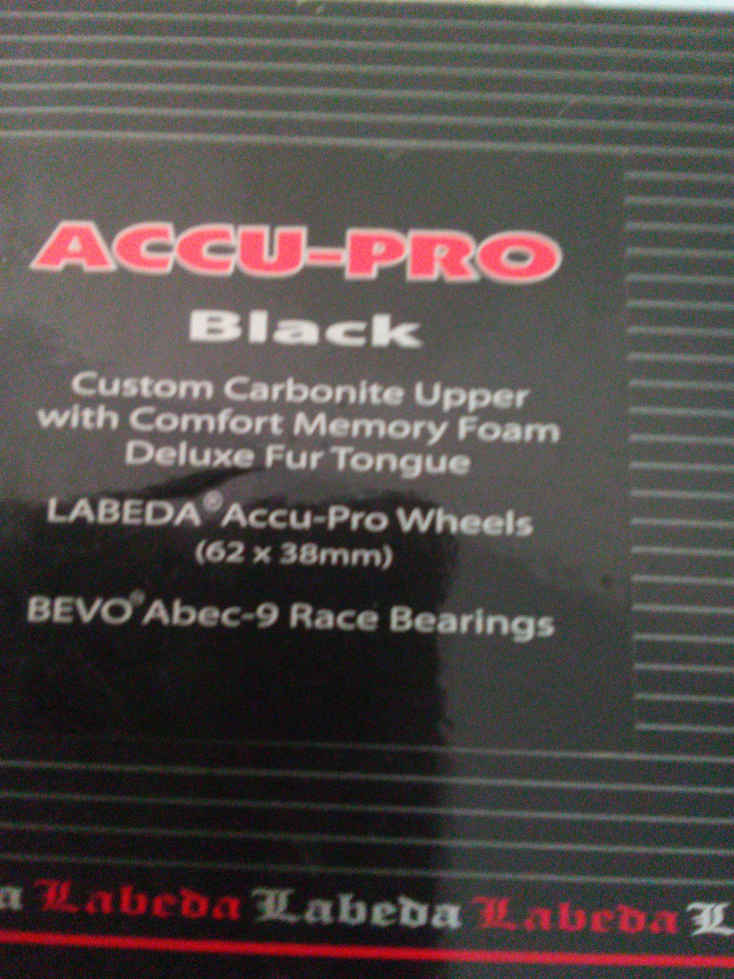 ACCU-PRO
Black
Custom Carbonite Upper
with Comfort Memory Foam
Deluxe Fur Tongue
LABEDA® Accu-Pro Wheels
(62 x 38mm)
BEVO® Abec-9 Race Bearings
a Labeda Labeda Labeda L